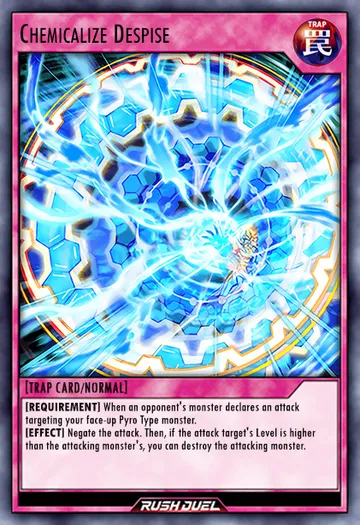 Chemicalize Despise
TRAP
罠
[TRAP CARD/NORMAL]
[REQUIREMENT] When an opponent's monster declares an attack
targeting your face-up Pyro Type monster.
[EFFECT] Negate the attack. Then, if the attack target's Level is higher
than the attacking monster's, you can destroy the attacking monster.
RUSH DUEL